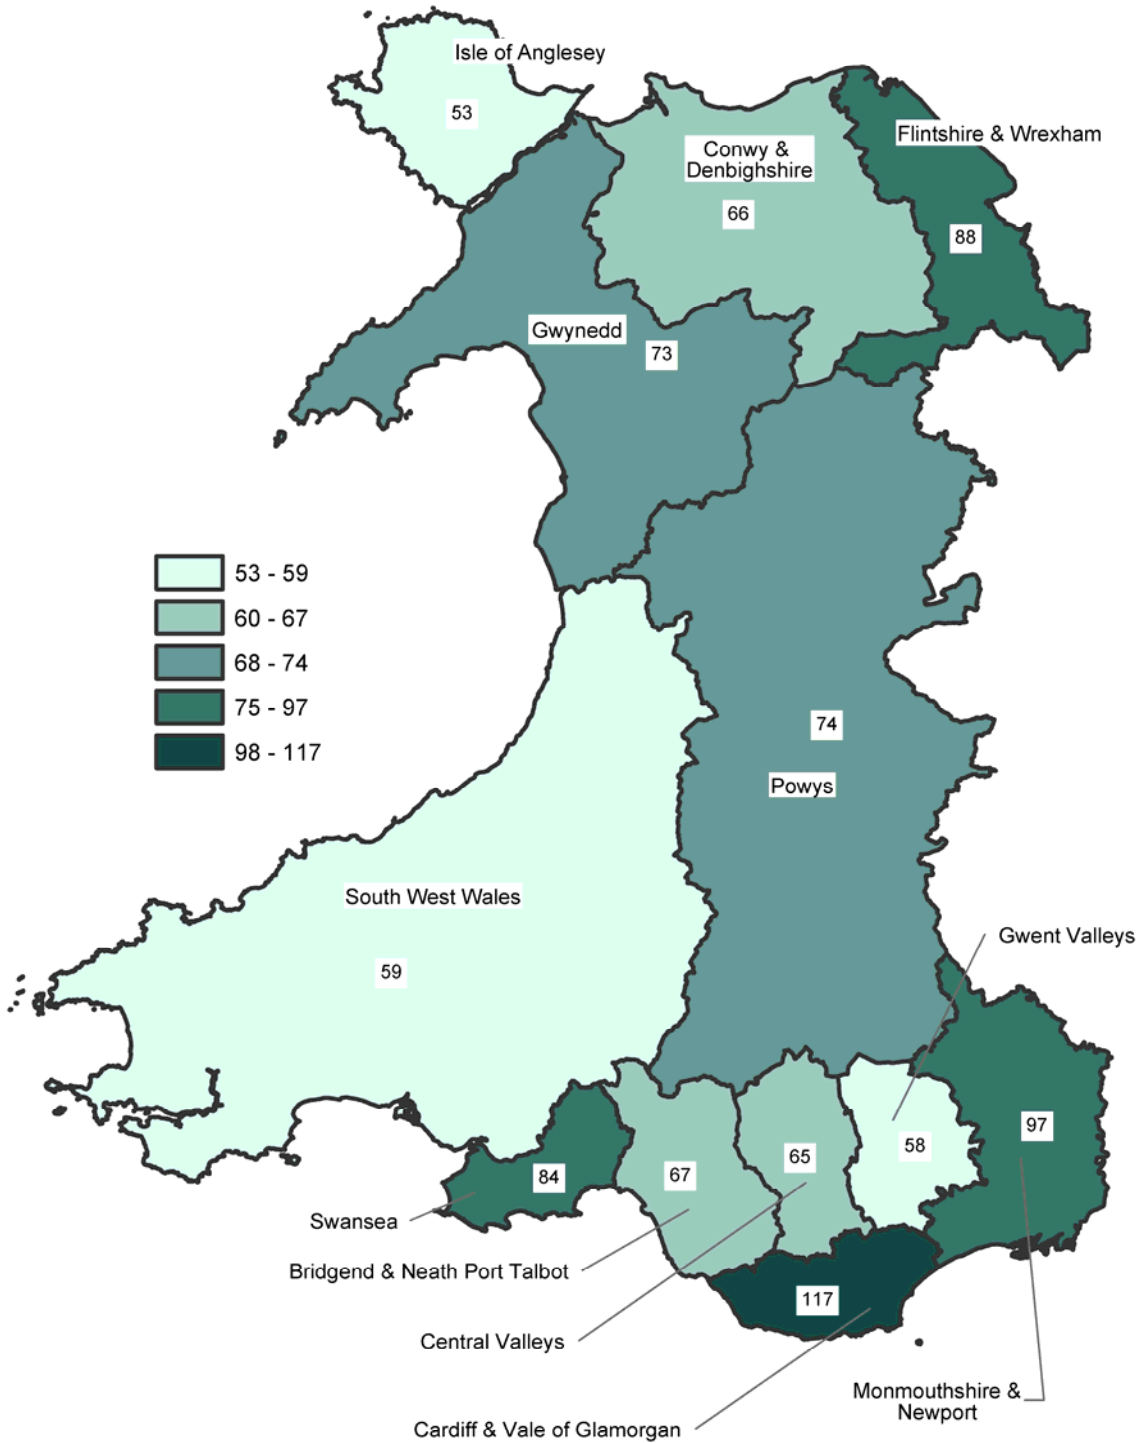 Isle of Anglesey
53
Flintshire & Wrexham
Conwy &
Denbighshire
66
88
Gwynedd
73
53 - 59
60 - 67
68 - 74
75 - 97
98 - 117
74
Powys
South West Wales
59
Gwent Valleys
97
58
65
67
84
Swansea
Bridgend & Neath Port Talbot
117
Central Valleys
Monmouthshire &
Newport
Cardiff & Vale of Glamorgan